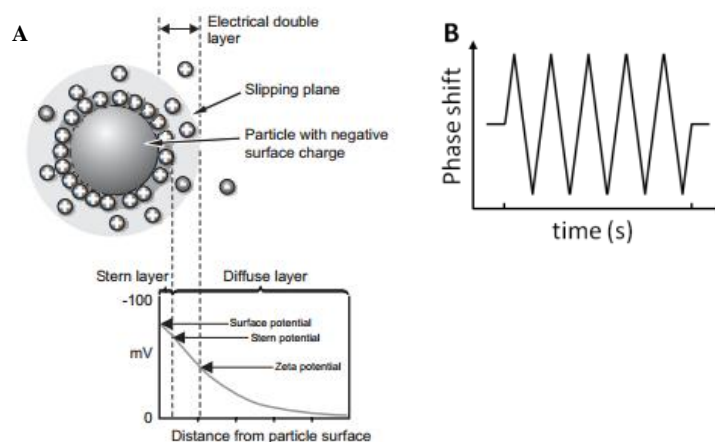 A
Electrical double
layer
Slipping plane
Particle with negative
surface charge
Stern layer
Diffuse layer
-100
Surface potential
Stern potential
mV
Zeta potential
0
Distance from particle surface
B
Phase shift
time (s)